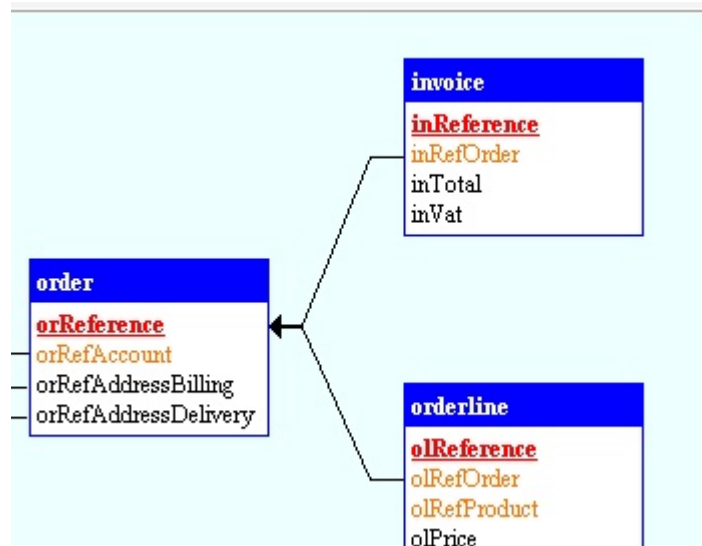 invoice
inReference
inRefOrder
inTotal
inVat
order
orReference
orRefAccount
orRefAddressBilling
orRefAddressDelivery
orderline
olReference
olRefOrder
olRefProduct
olPrice